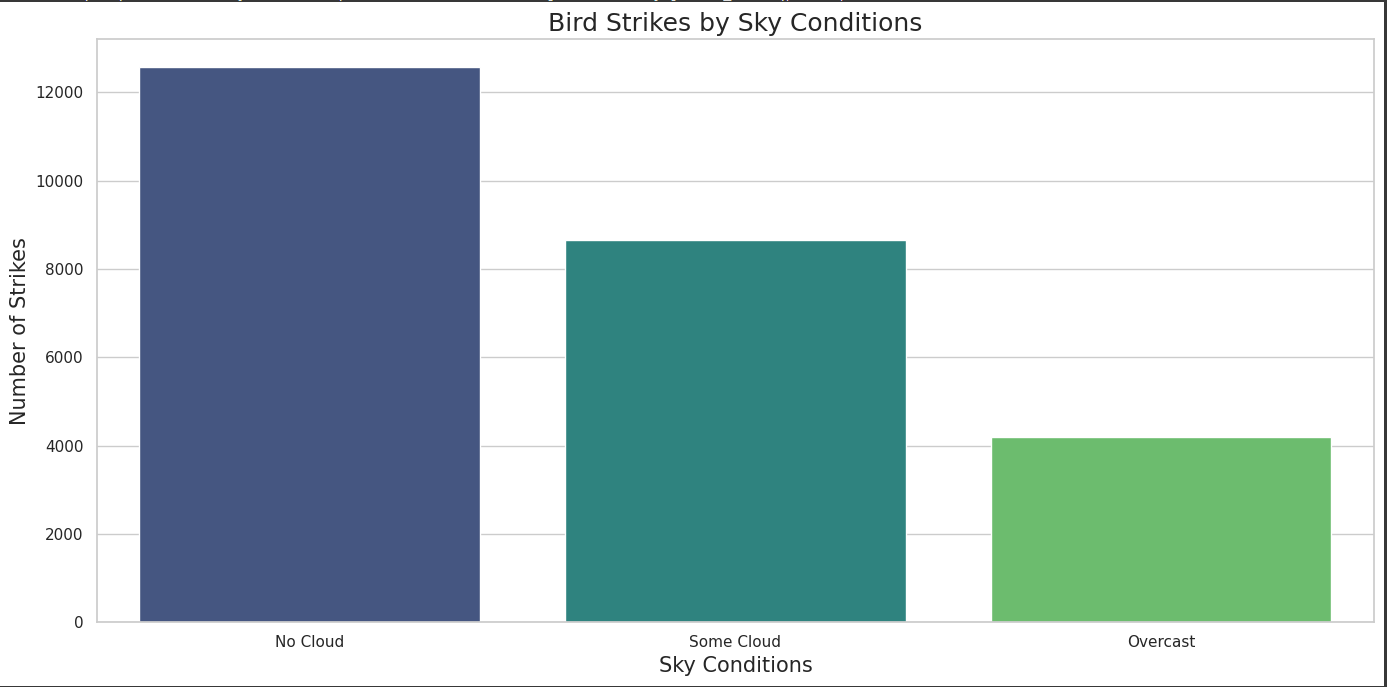 Bird Strikes by Sky Conditions
Number of Strikes
12000
10000
8000
6000
4000
2000
0
No Cloud Some Cloud Overcast
Sky Conditions